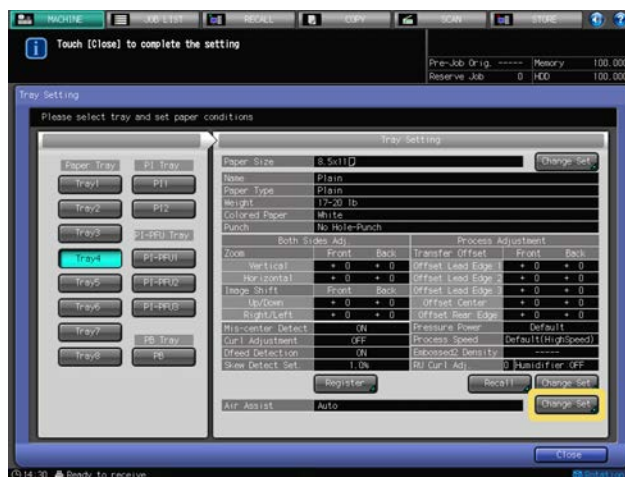 MACHINE JOB LIST RECALL COPY SCAN STORE
Touch [Close] to complete the setting
Pre-Job Orig. ----- Memory 100.000
Reserve Job 0 HDD 100.000
Tray Setting
Please select tray and set paper conditions
Tray Setting
Paper Tray PI Tray
Tray1 PI1
Tray2 PI2
Tray3 PI-PFU Tray
Tray4 PI-PFU1
Tray5 PI-PFU2
Tray6 PI-PFU3
Tray7 PB Tray
Tray8 PB
Paper Size 8.5x11 Change Set
Name Plain
Paper Type Plain
Weight 17-20 lb
Colored Paper White
Punch No Hole-Punch
Both Sides Adj. Process Adjustment
Zoom Front Back Transfer Offset Front Back
Vertical + 0 + 0 Offset Lead Edge 1 + 0 + 0
Horizontal + 0 + 0 Offset Lead Edge 2 + 0 + 0
Image Shift Front Back Offset Lead Edge 3 + 0 + 0
Up/Down + 0 + 0 Offset Center + 0 + 0
Right/Left + 0 + 0 Offset Rear Edge + 0 + 0
Mis-center Detect ON Pressure Power Default
Curl Adjustment OFF Process Speed Default(HighSpeed)
Dfeed Detection ON Embossed2 Density -----
Skew Detect Set. 1.0% RU Curl Adj. 0 Humidifier OFF
Register Recall Change Set
Air Assist Auto Change Set
Close
14:30 Ready to receive Rotation